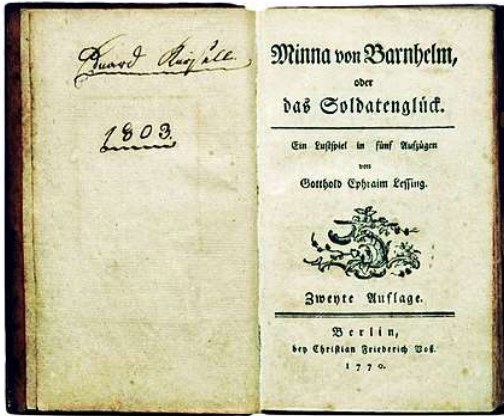 Eduard
1803.
Minna von Barnhelm,
oder
das Soldatenglück.
Ein Lustspiel in fünf Aufzügen
von
Gotthold Ephraim Lessing.
Zweyte Auflage.
Berlin,
bey Christian Friederich Voß.
1770.